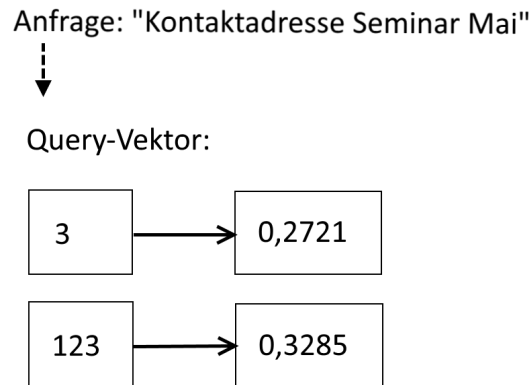 Anfrage: "Kontaktadresse Seminar Mai"
Query-Vektor:
3 0,2721
123 0,3285